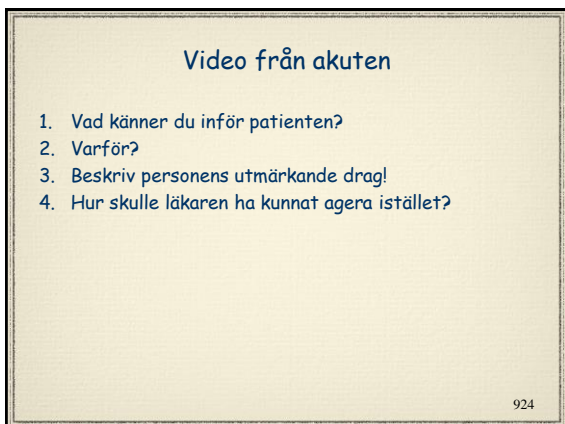 Video från akuten
1. Vad känner du inför patienten?
2. Varför?
3. Beskriv personens utmärkande drag!
4. Hur skulle läkaren ha kunnat agera istället?
924